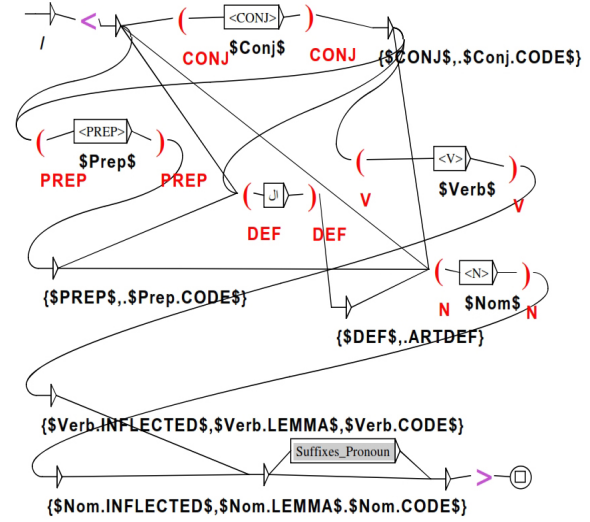 / < ( <CONJ> )
CONJ $Conj$ CONJ {$CONJ$,.$Conj.CODE$}
( <PREP> )
$Prep$
PREP PREP
( <V> )
$Verb$
V V
( ال )
DEF DEF
( <N> )
N $Nom$ N
{$PREP$,.$Prep.CODE$}
{$DEF$,.ARTDEF}
{$Verb.INFLECTED$,$Verb.LEMMA$,$Verb.CODE$}
Suffixes_Pronoun
>
{$Nom.INFLECTED$,$Nom.LEMMA$.$Nom.CODE$}